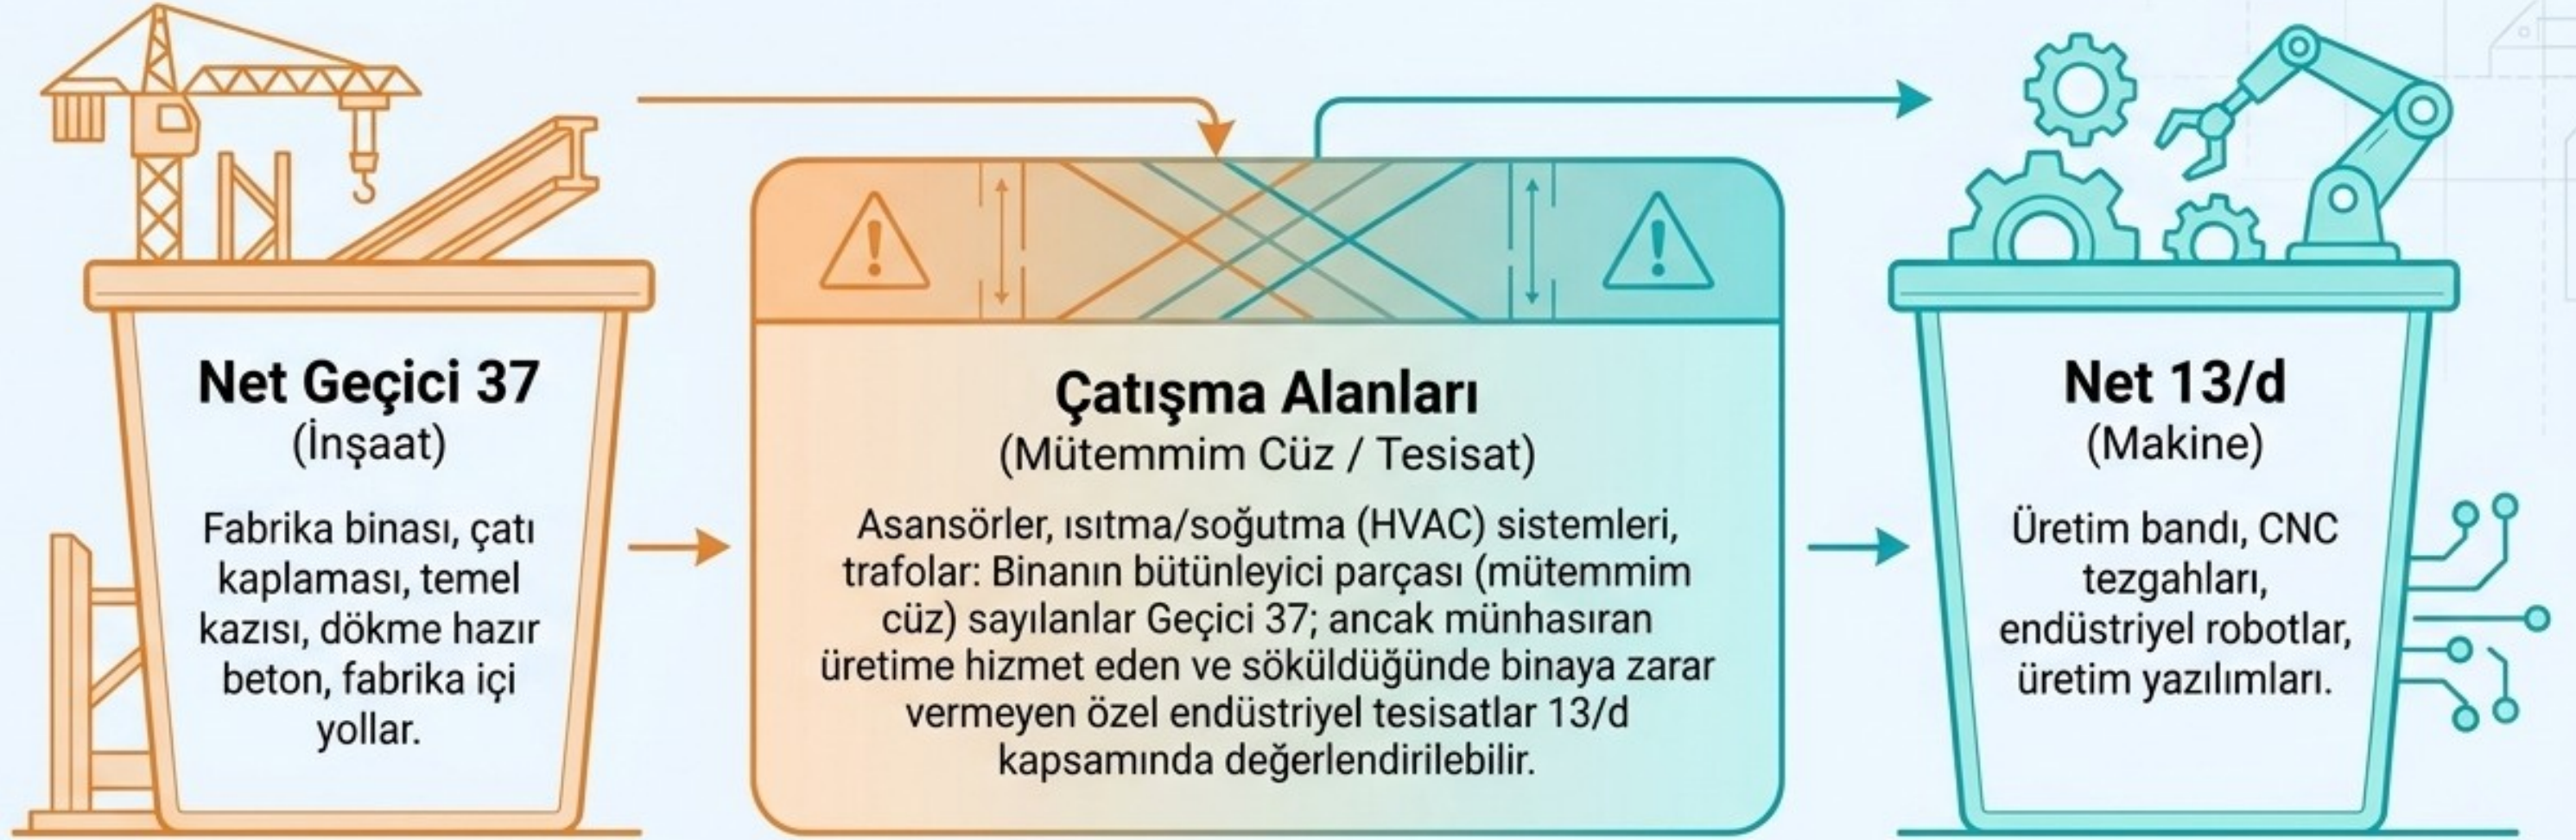 Net Geçici 37
(İnşaat)
Fabrika binası, çatı
kaplaması, temel
kazısı, dökme hazır
beton, fabrika içi
yollar.
Çatışma Alanları
(Mütemmim Cüz / Tesisat)
Asansörler, ısıtma/soğutma (HVAC) sistemleri,
trafolar: Binanın bütünleyici parçası (mütemmim
cüz) sayılanlar Geçici 37; ancak münhasıran
üretime hizmet eden ve söküldüğünde binaya zarar
vermeyen özel endüstriyel tesisatlar 13/d
kapsamında değerlendirilebilir.
Net 13/d
(Makine)
Üretim bandı, CNC
tezgahları,
endüstriyel robotlar,
üretim yazılımları.